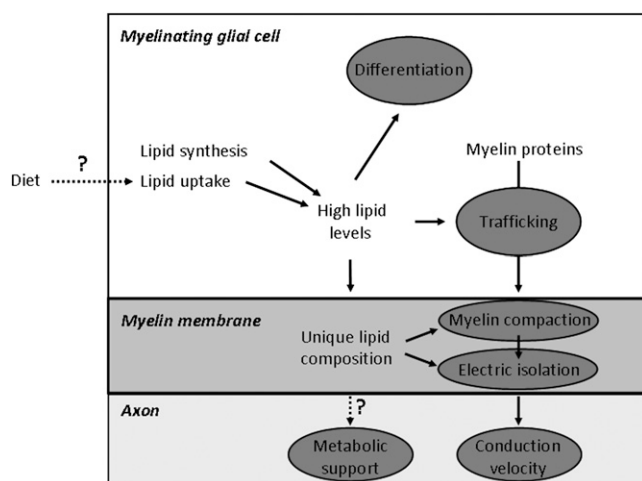 Myelinating glial cell
Differentiation
Lipid synthesis
Myelin proteins
?
Diet
Lipid uptake
High lipid
levels
Trafficking
Myelin membrane
Myelin compaction
Unique lipid
composition
Electric isolation
Axon
?
Metabolic
support
Conduction
velocity